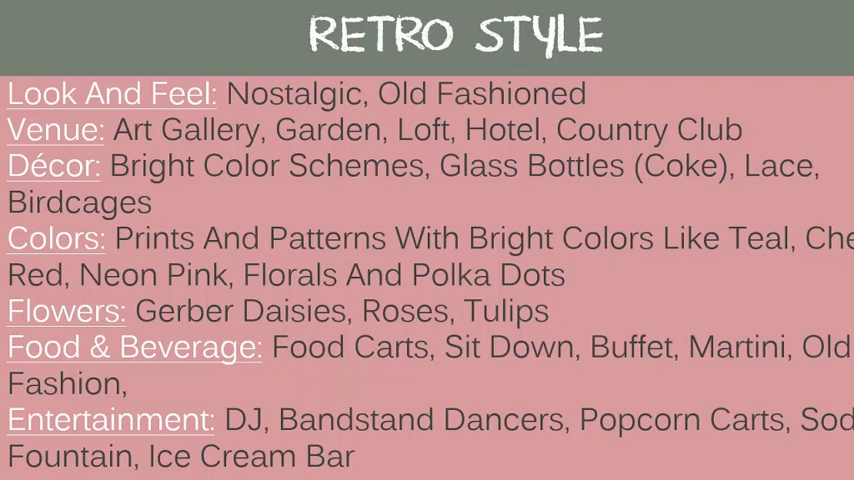 RETRO STYLE
Look And Feel: Nostalgic, Old Fashioned
Venue: Art Gallery, Garden, Loft, Hotel, Country Club
Décor: Bright Color Schemes, Glass Bottles (Coke), Lace,
Birdcages
Colors: Prints And Patterns With Bright Colors Like Teal,
Red, Neon Pink, Florals And Polka Dots
Flowers: Gerber Daisies, Roses, Tulips
Food & Beverage: Food Carts, Sit Down, Buffet, Martini, Old
Fashion,
Entertainment: DJ, Bandstand Dancers, Popcorn Carts,
Fountain, Ice Cream Bar